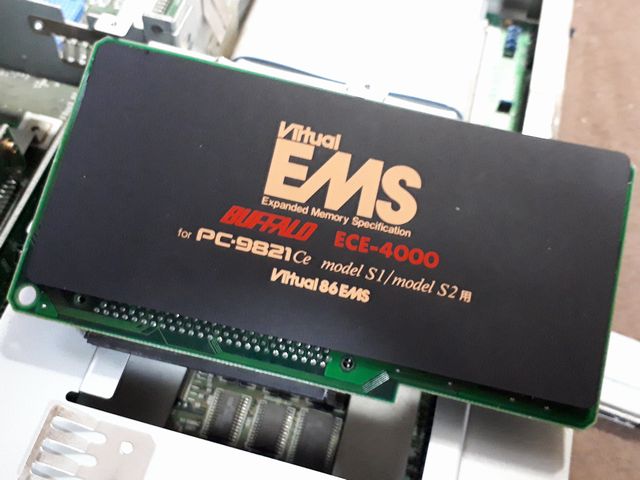 Virtual
EMS
Expanded Memory Specification
BUFFALO ECE-4000
for PC-9821Ce model S1/model S2用
Virtual 86 EMS